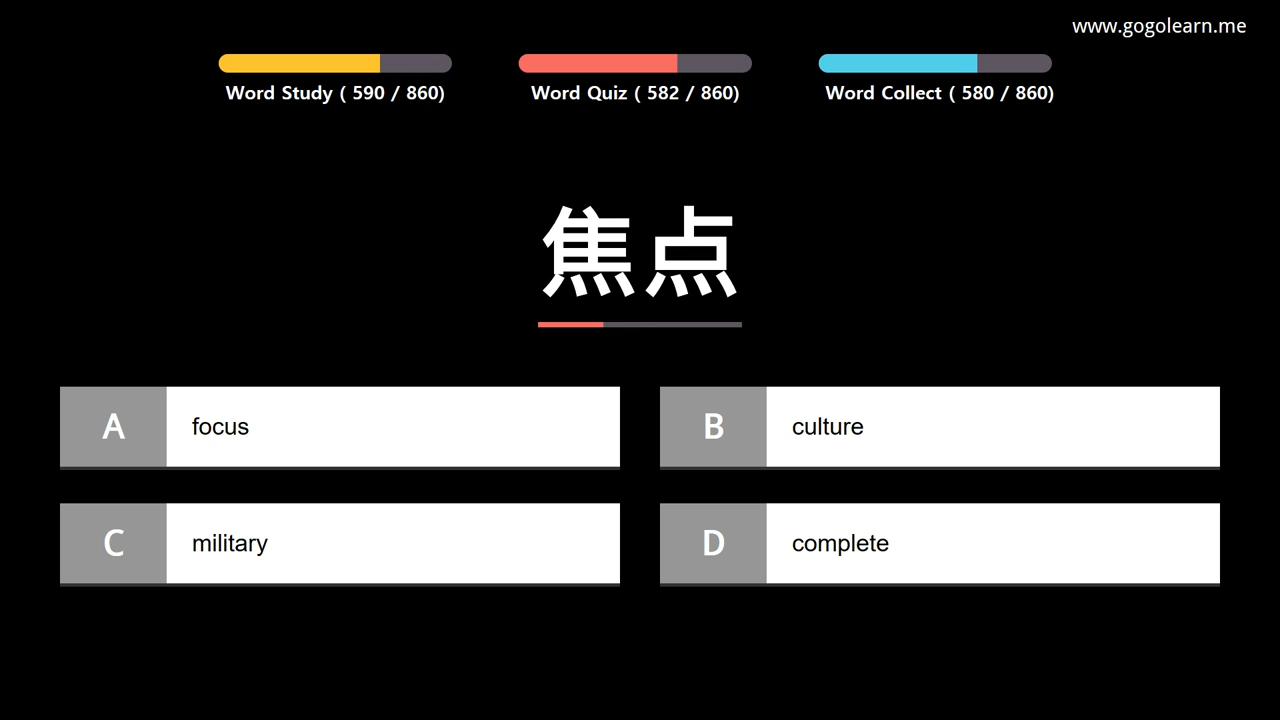 www.gogolearn.me
Word Study ( 590 / 860)
Word Quiz ( 582 / 860)
Word Collect ( 580 / 860)
焦点
A focus
B culture
C military
D complete